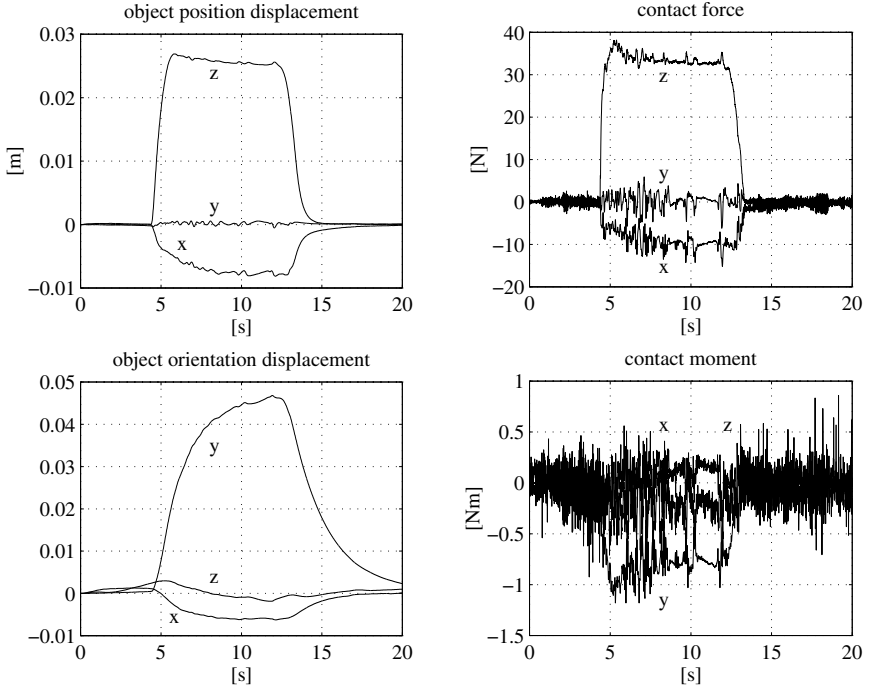 object position displacement
0.03
0.02
0.01
0
−0.01
[m]
z
y
x
0 5 10 15 20
[s]
contact force
40
30
20
10
0
−10
−20
[N]
z
y
x
0 5 10 15 20
[s]
object orientation displacement
0.05
0.04
0.03
0.02
0.01
0
−0.01
y
z
x
0 5 10 15 20
[s]
contact moment
1
0.5
0
−0.5
−1
−1.5
[Nm]
x z
y
0 5 10 15 20
[s]